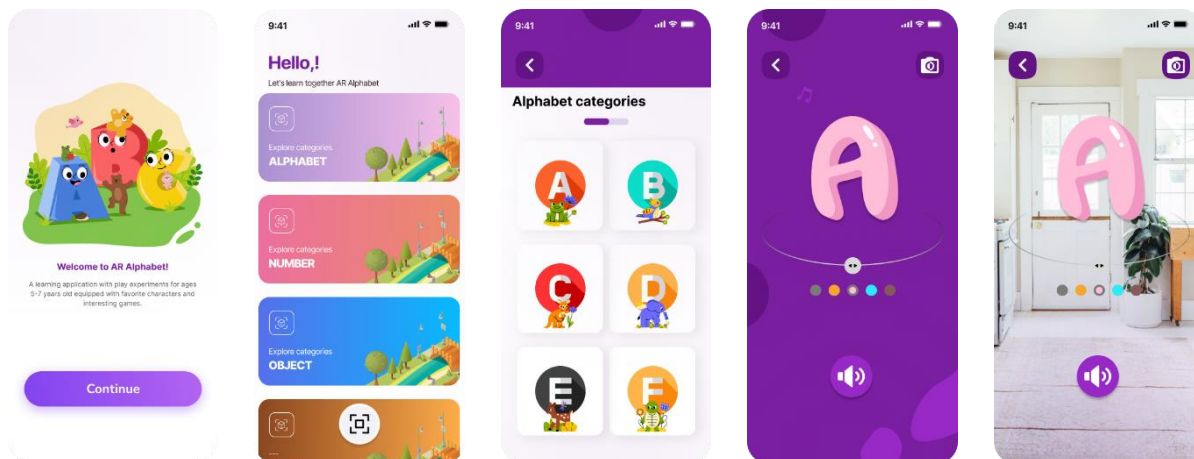 A
B
C
Welcome to AR Alphabet!
A learning application with play experiments for ages
5-7 years old equipped with favorite characters and
interesting games.
Continue
9:41
Hello,!
Let's learn together AR Alphabet
Explore categories
ALPHABET
Explore categories
NUMBER
Explore categories
OBJECT
9:41
Alphabet categories
A
B
C
D
E
F
9:41
A
9:41
A